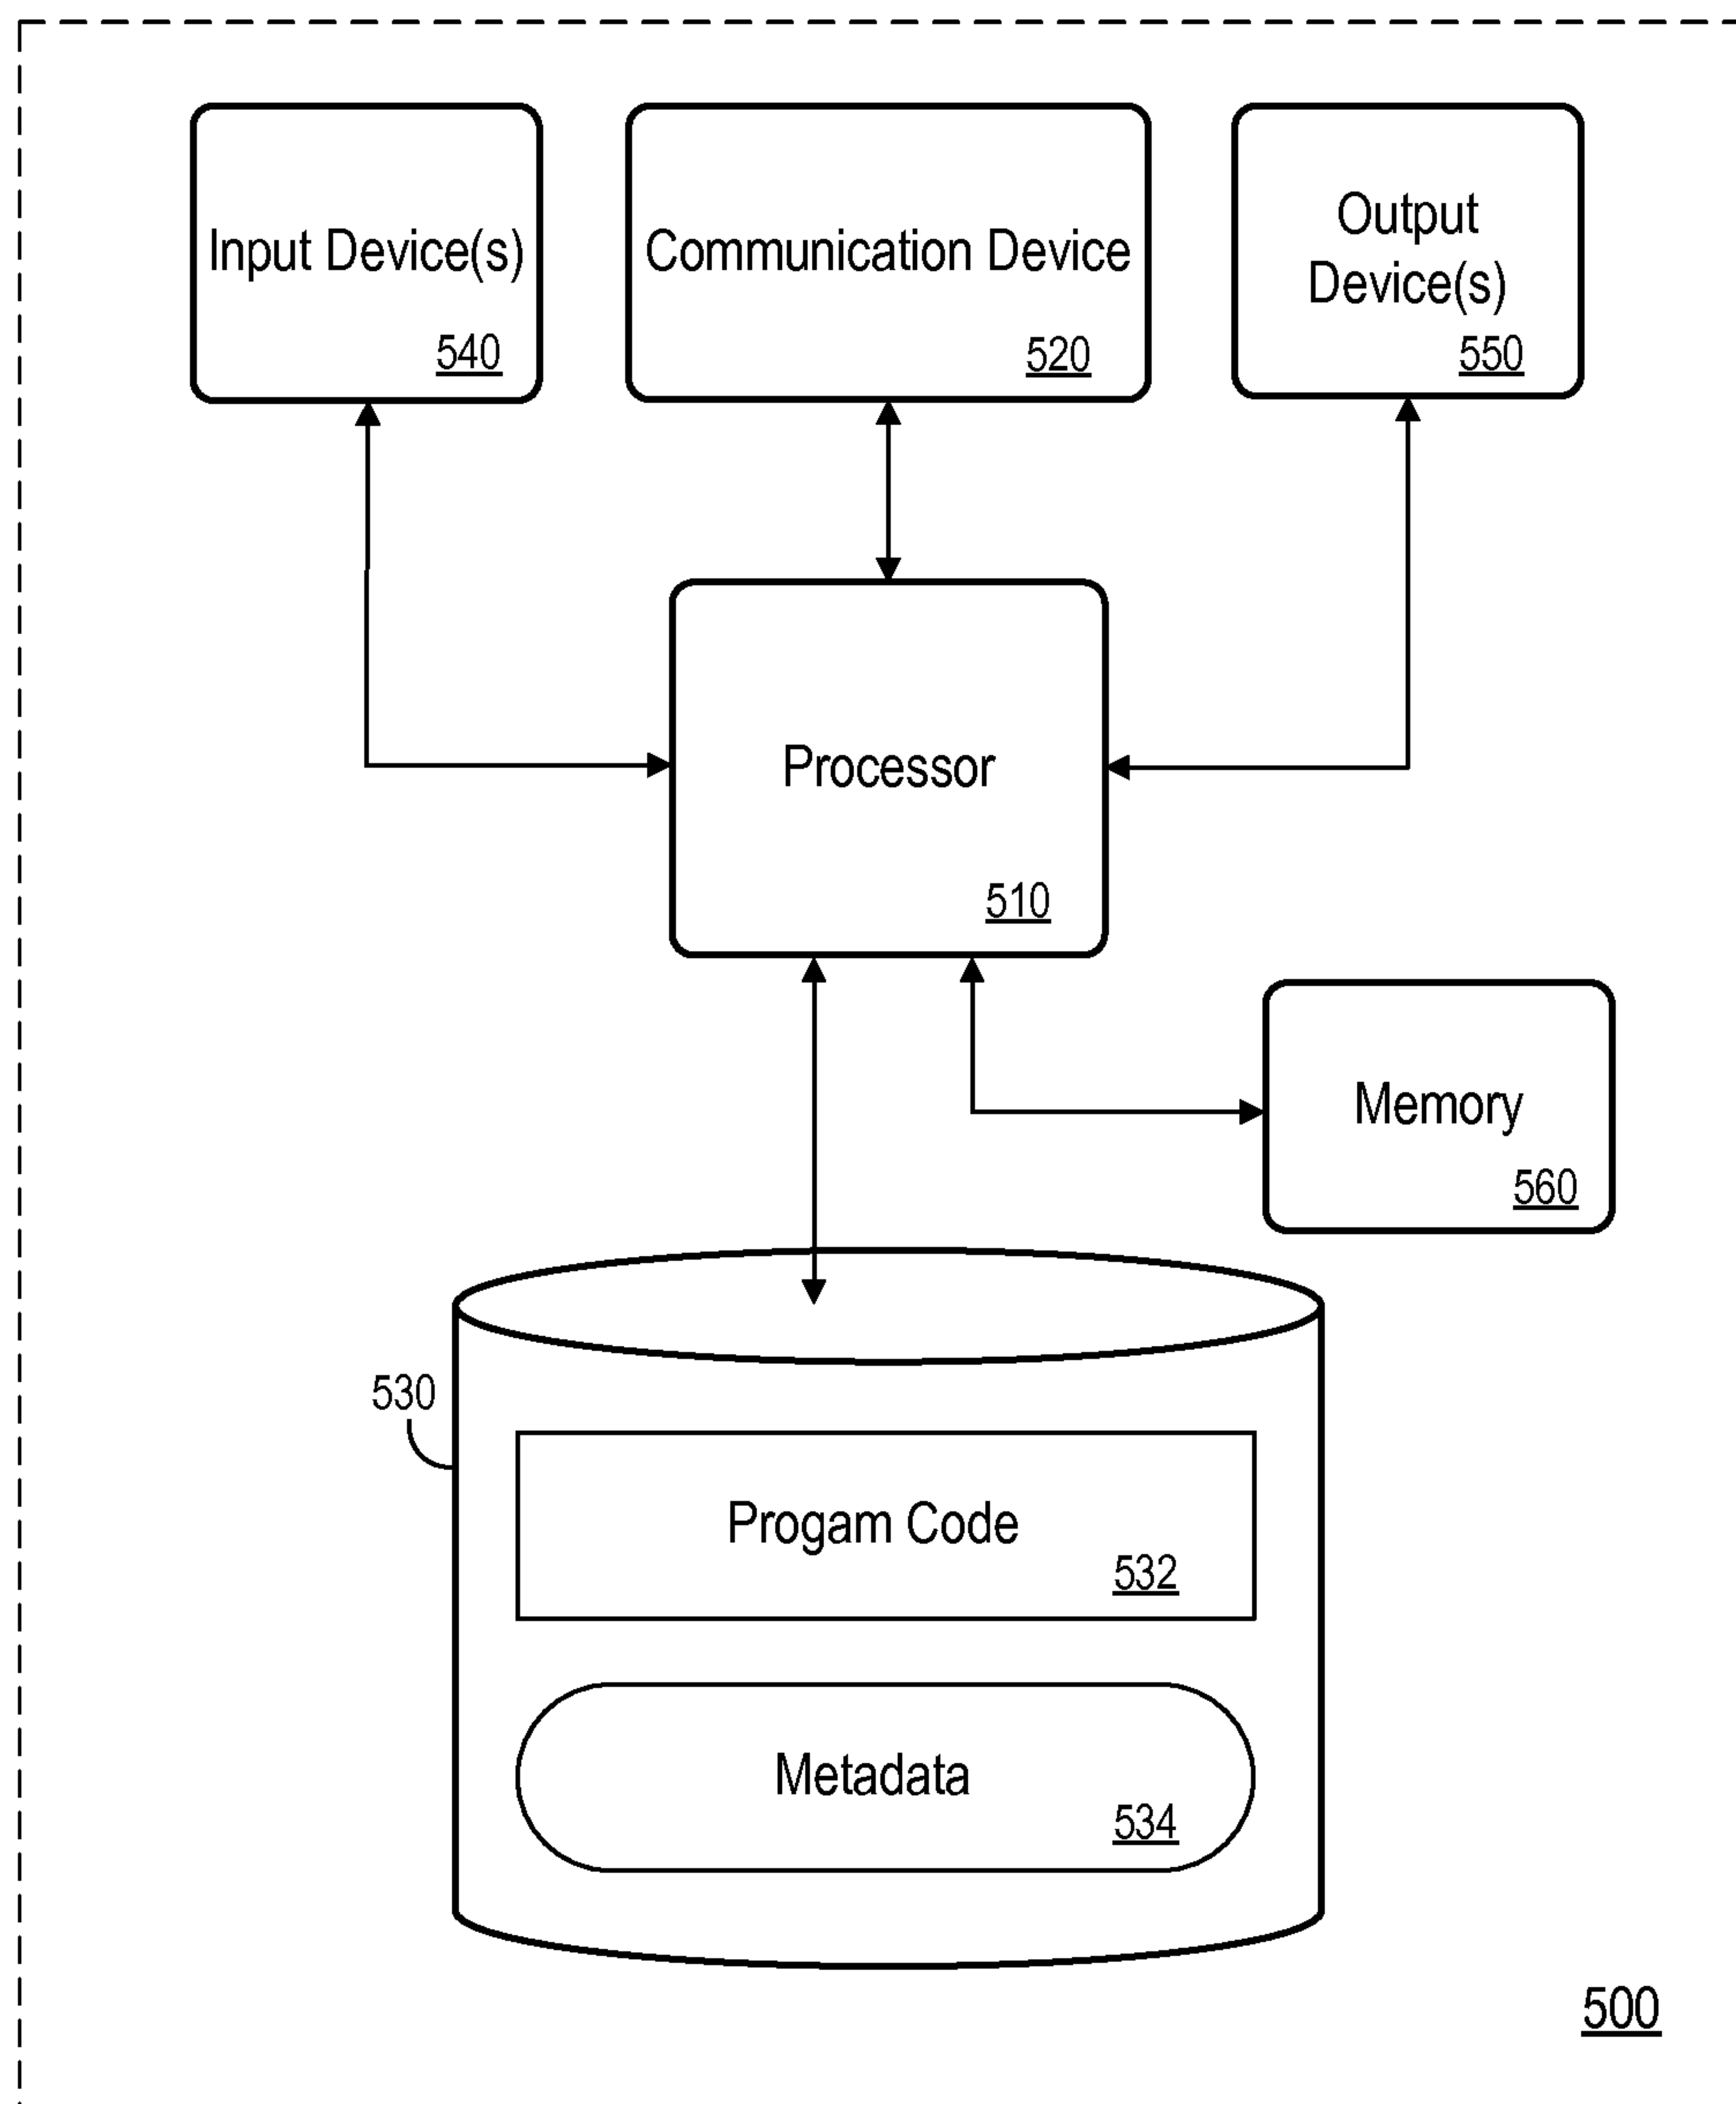 Input Device(s)
540
Communication Device
520
Output
Device(s)
550
Processor
510
Memory
560
530
Progam Code
532
Metadata
534
500